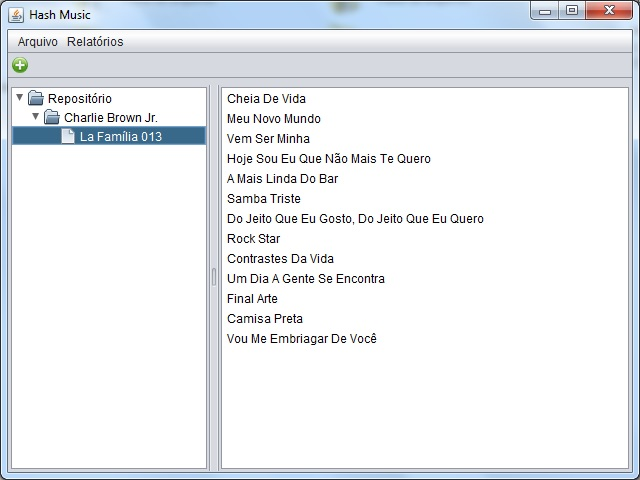 Hash Music
Arquivo Relatórios
Repositório
Charlie Brown Jr.
La Família 013
Cheia De Vida
Meu Novo Mundo
Vem Ser Minha
Hoje Sou Eu Que Não Mais Te Quero
A Mais Linda Do Bar
Samba Triste
Do Jeito Que Eu Gosto, Do Jeito Que Eu Quero
Rock Star
Contrastes Da Vida
Um Dia A Gente Se Encontra
Final Arte
Camisa Preta
Vou Me Embriagar De Você